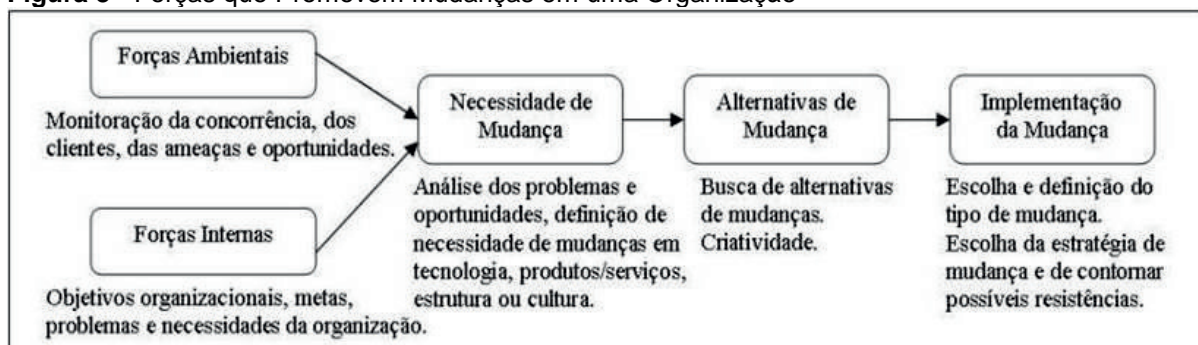 Forças Ambientais
Monitoração da concorrência, dos
clientes, das ameaças e oportunidades.
Forças Internas
Objetivos organizacionais, metas,
problemas e necessidades da organização.
Necessidade de
Mudança
Análise dos problemas e
oportunidades, definição de
necessidade de mudanças em
tecnologia, produtos/serviços,
estrutura ou cultura.
Alternativas de
Mudança
Busca de alternativas
de mudanças.
Criatividade.
Implementação
da Mudança
Escolha e definição do
tipo de mudança.
Escolha da estratégia de
mudança e de contornar
possíveis resistências.